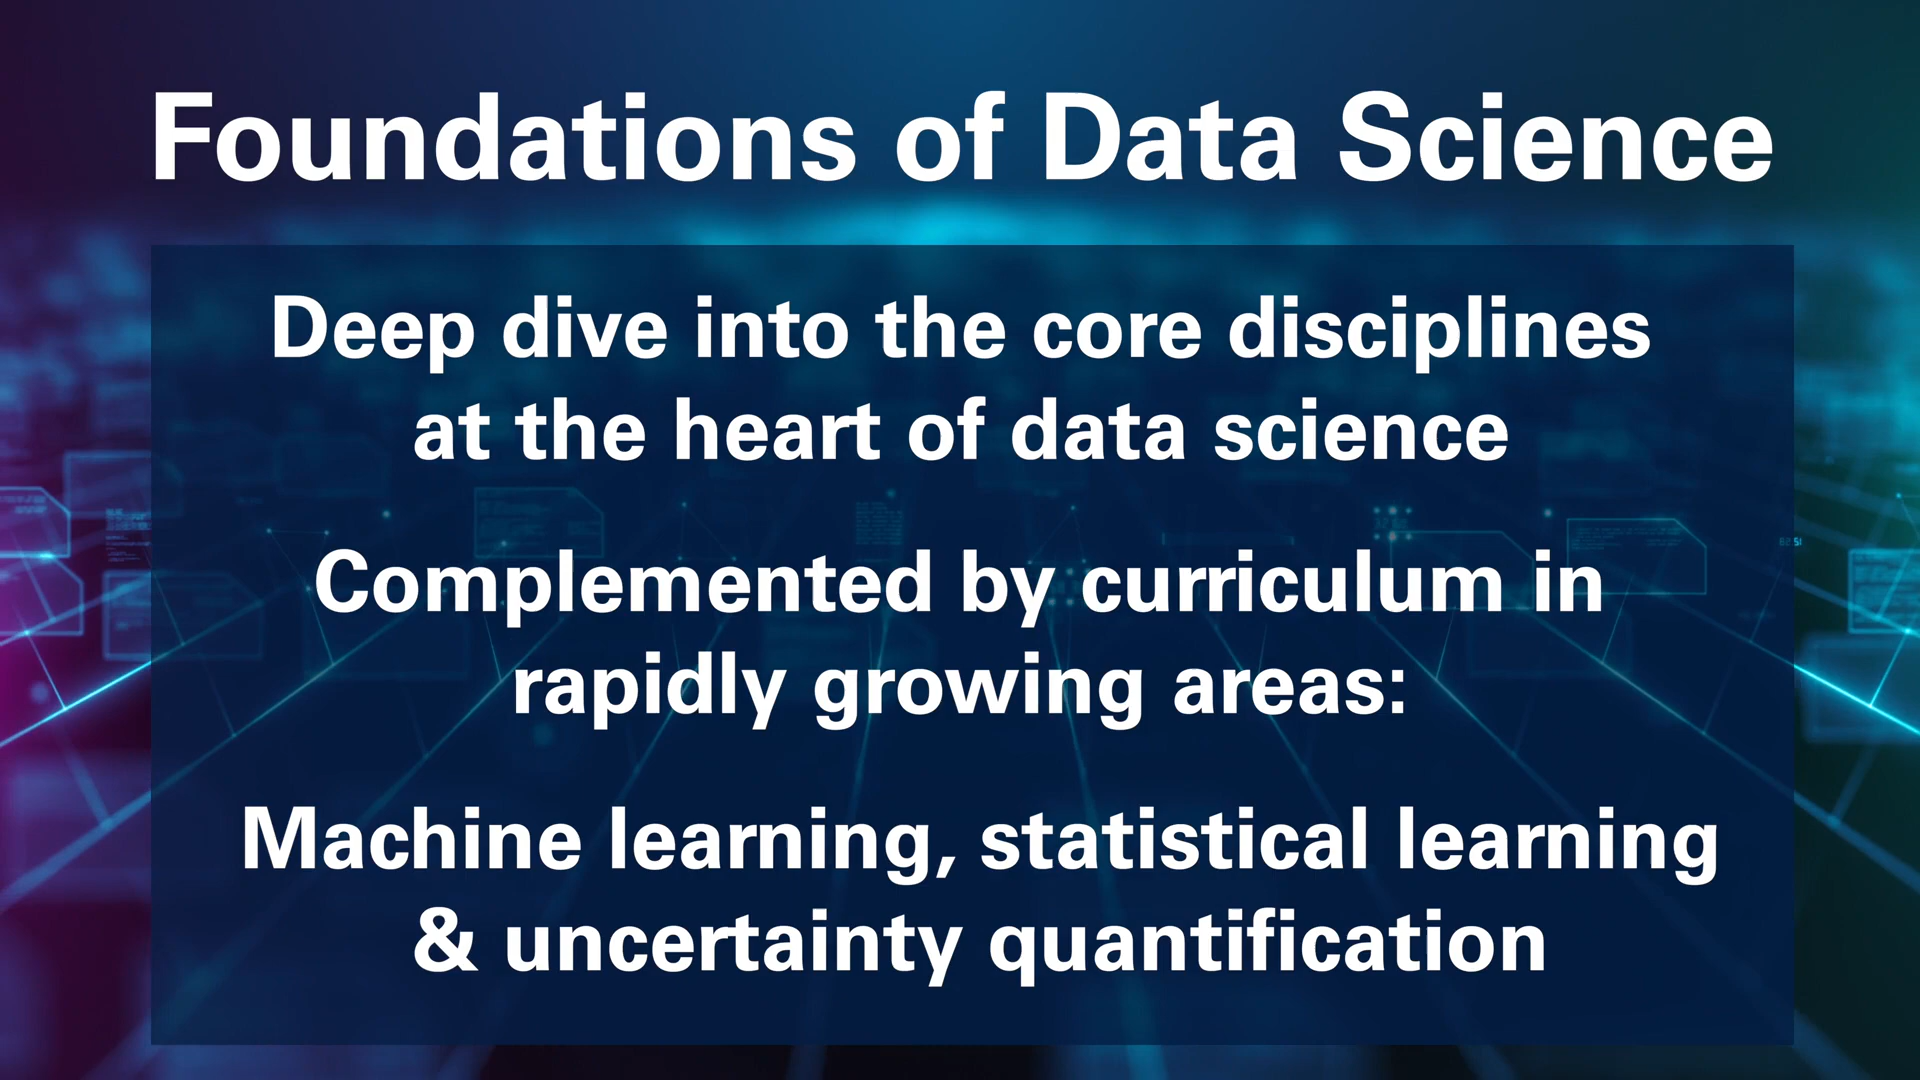 Foundations of Data Science
Deep dive into the core disciplines
at the heart of data science
Complemented by curriculum in
rapidly growing areas:
Machine learning, statistical learning
& uncertainty quantification